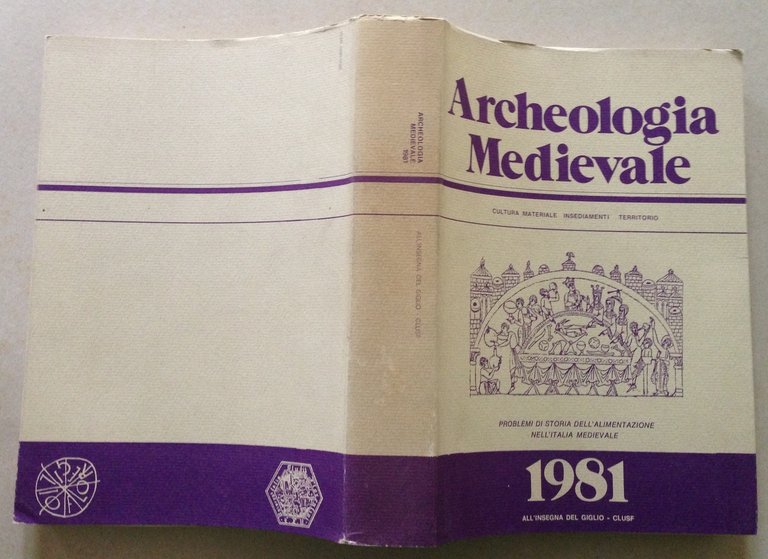 Archeologia
Medievale
CULTURA MATERIALE INSEDIAMENTI TERRITORIO
PROBLEMI DI STORIA DELL'ALIMENTAZIONE
NELL'ITALIA MEDIEVALE
1981
ALL'INSEGNA DEL GIGLIO - CLUSF
ARCHEOLOGIA
MEDIEVALE
1981
ALL'INSEGNA DEL GIGLIO CLUSF